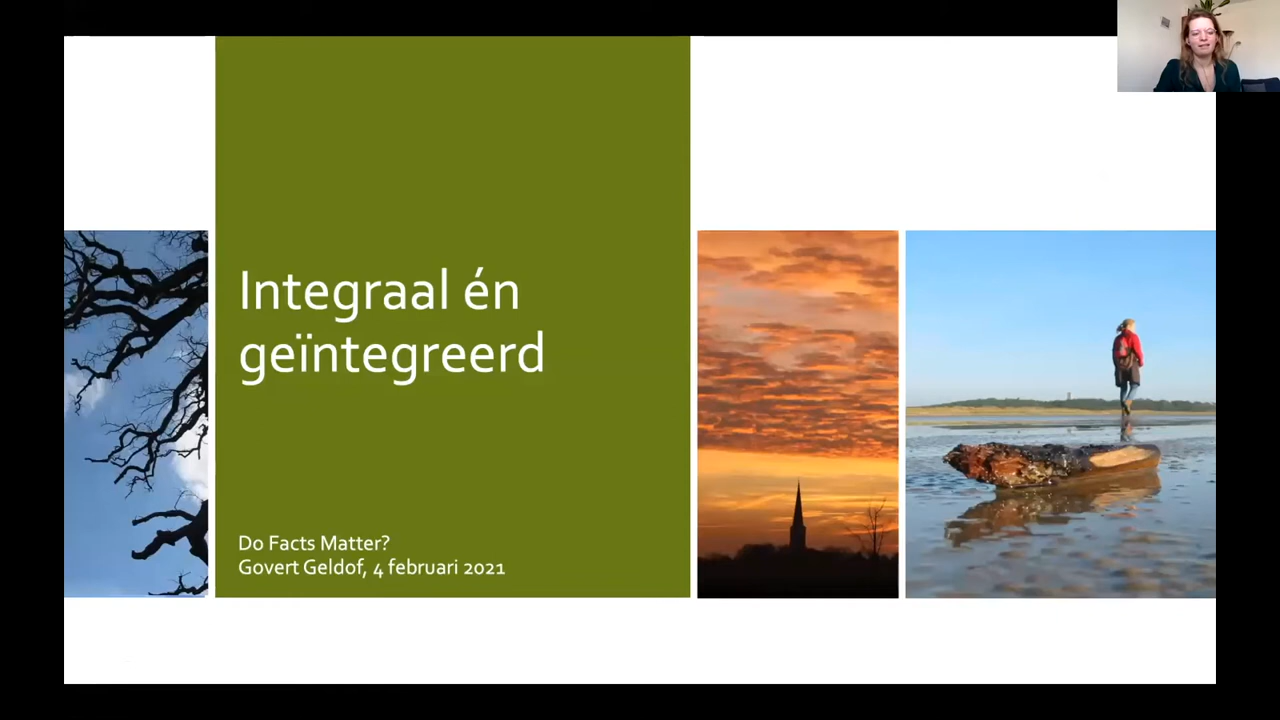 Integraal én
geïntegreerd
Do Facts Matter?
Govert Geldof, 4 februari 2021